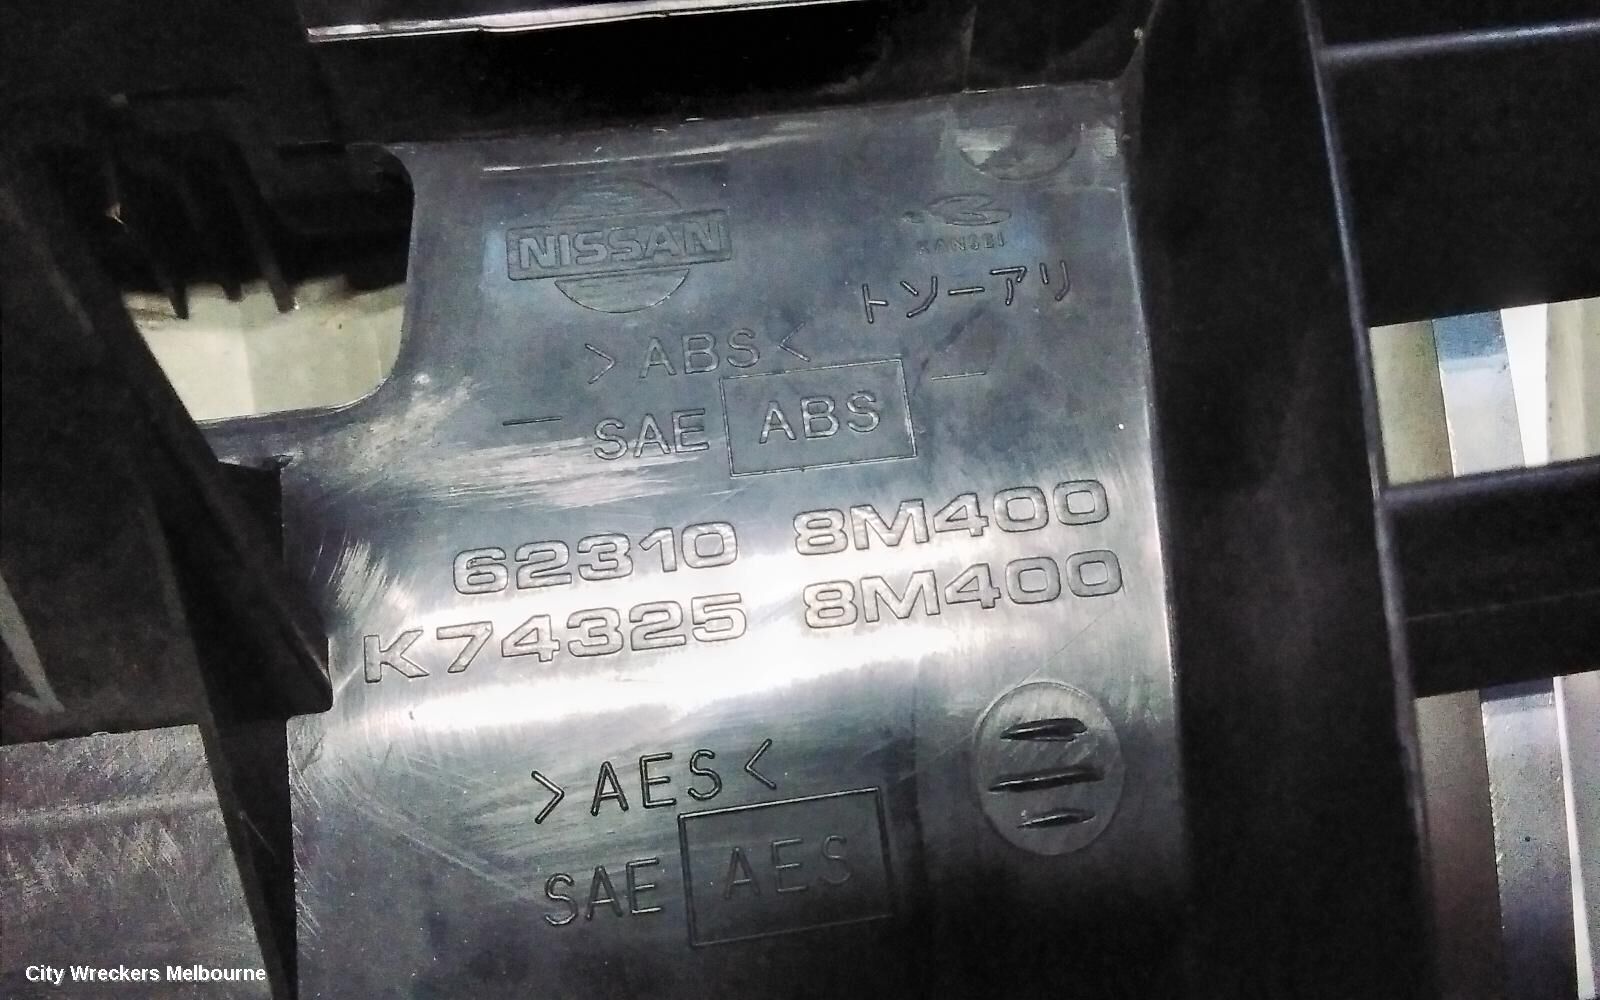 NISSAN
KANSEI
トソーアリ
>ABS<
SAE ABS
62310 8M400
K74325 8M400
>AES<
SAE AES
City Wreckers Melbourne